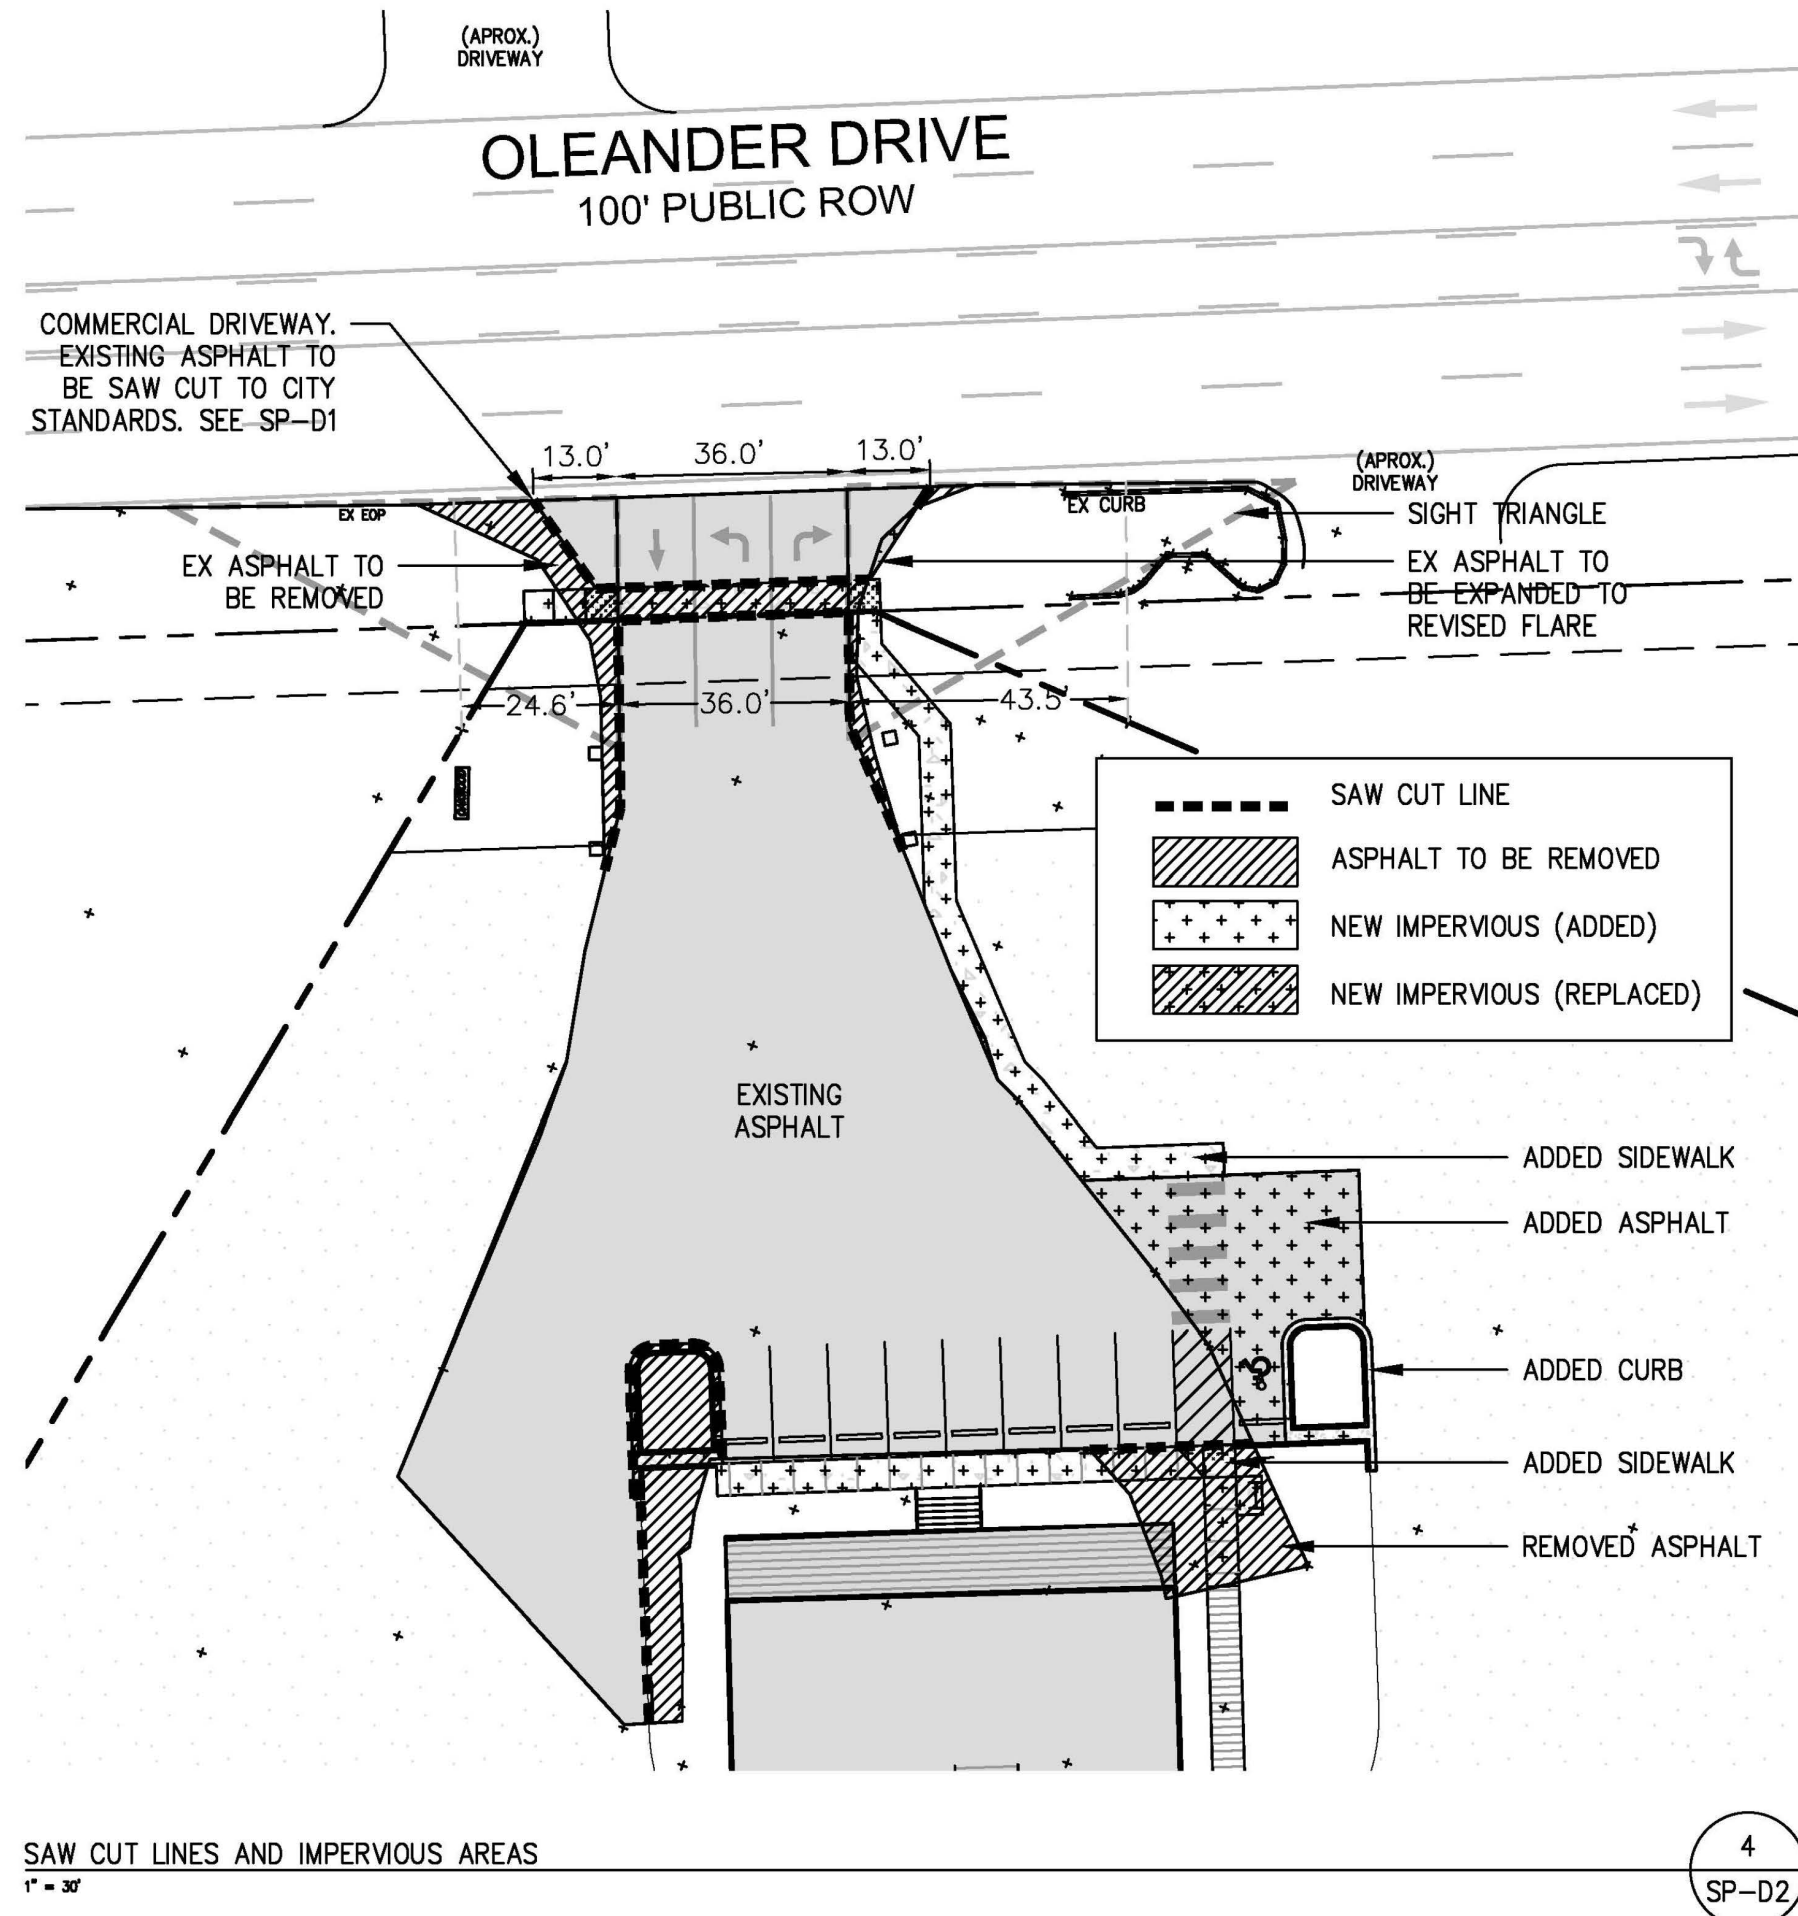 (APROX.)
DRIVEWAY
OLEANDER DRIVE
100' PUBLIC ROW
COMMERCIAL DRIVEWAY.
EXISTING ASPHALT TO
BE SAW CUT TO CITY
STANDARDS. SEE SP-D1
13.0'
36.0'
13.0'
(APROX.)
DRIVEWAY
EX EOP
EX CURB
SIGHT TRIANGLE
EX ASPHALT TO
BE REMOVED
EX ASPHALT TO
BE EXPANDED TO
REVISED FLARE
24.6'
36.0'
43.5'
SAW CUT LINE
ASPHALT TO BE REMOVED
NEW IMPERVIOUS (ADDED)
NEW IMPERVIOUS (REPLACED)
EXISTING
ASPHALT
ADDED SIDEWALK
ADDED ASPHALT
ADDED CURB
ADDED SIDEWALK
REMOVED ASPHALT
SAW CUT LINES AND IMPERVIOUS AREAS
1" = 30'
4
SP-D2